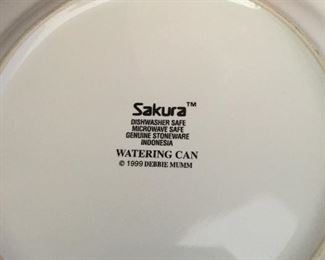 Sakura™
DISHWASHER SAFE
MICROWAVE SAFE
GENUINE STONEWARE
INDONESIA
WATERING CAN
© 1999 DEBBIE MUMM